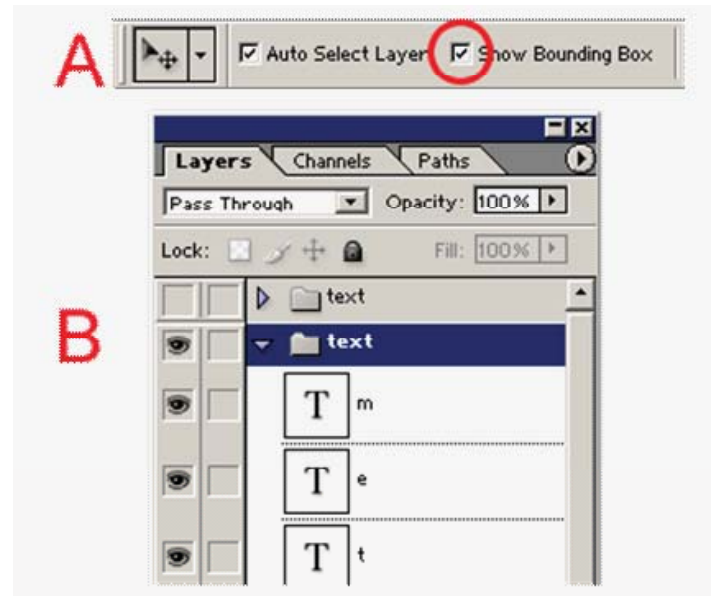 A
Auto Select Layer Show Bounding Box
Layers Channels Paths
Pass Through Opacity: 100%
Lock: Fill: 100%
text
B
text
T m
T e
T t